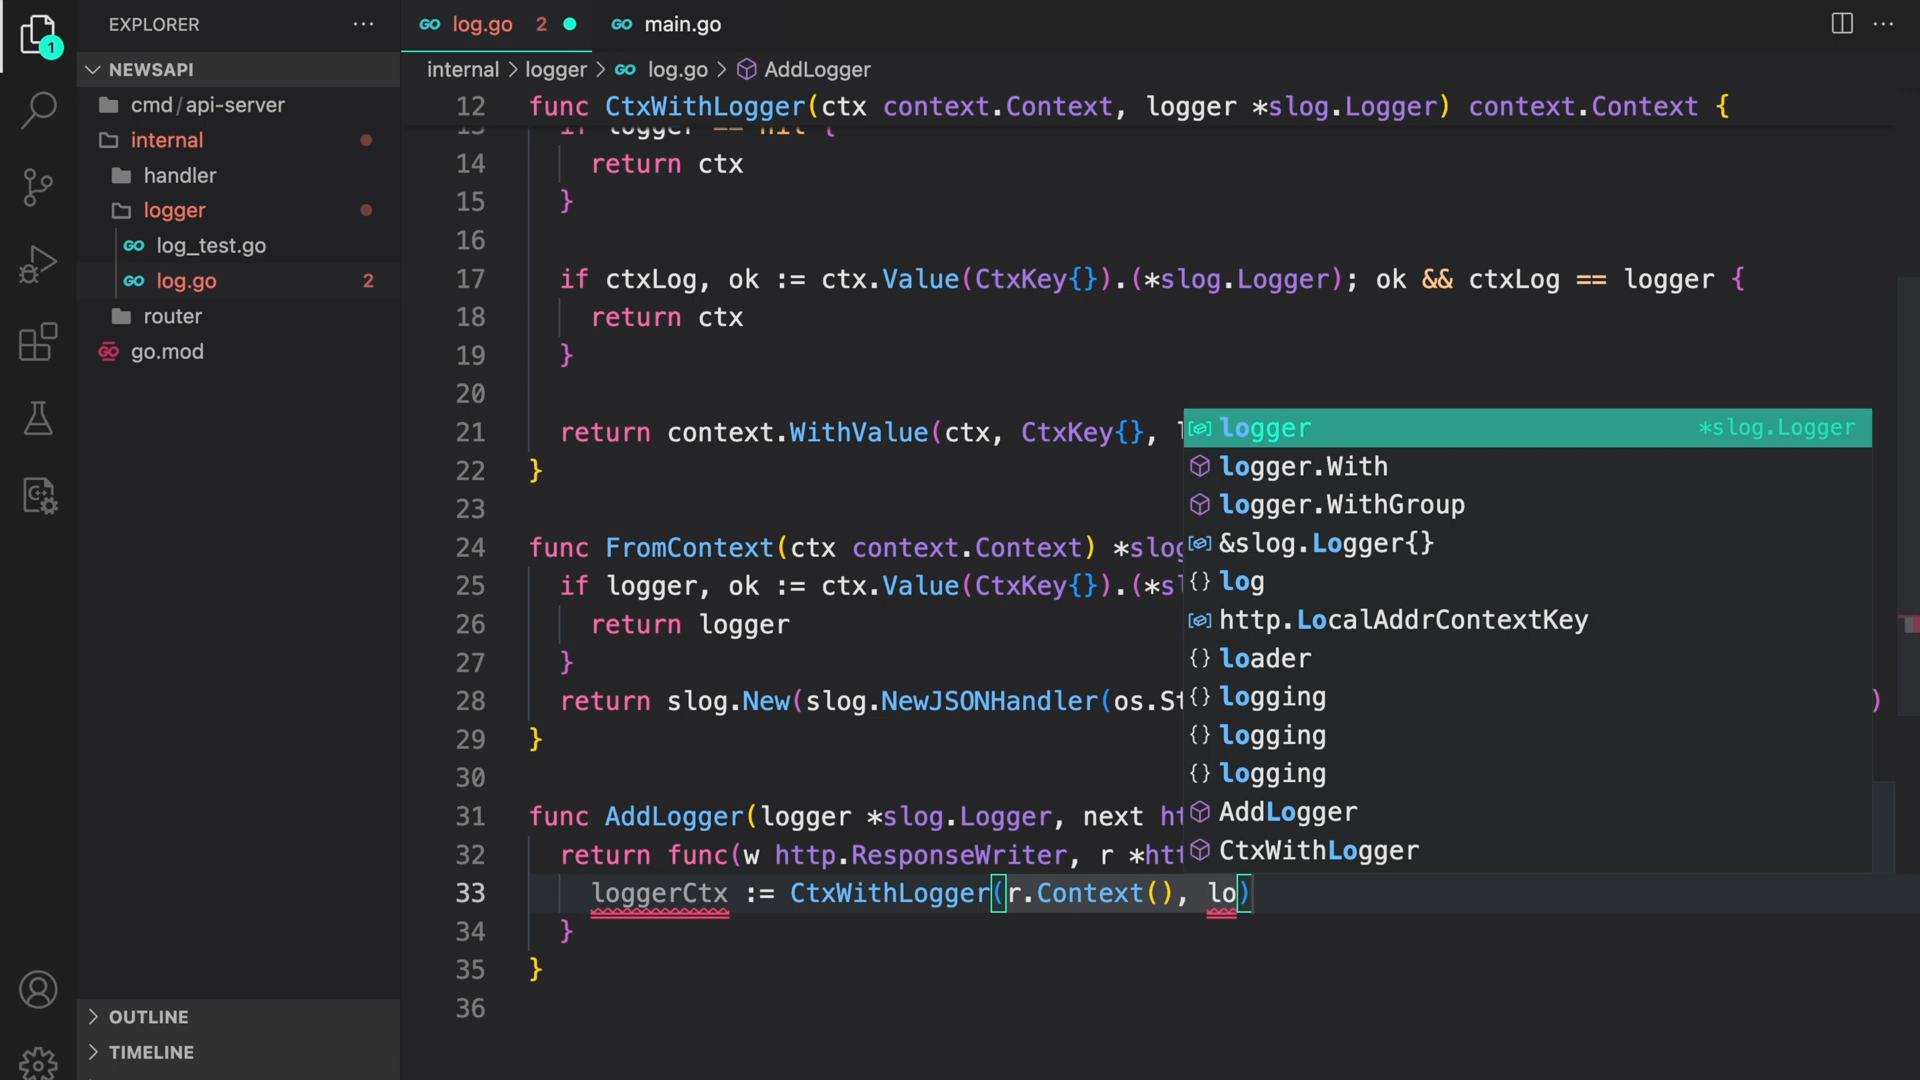 EXPLORER
NEWSAPI
cmd/api-server
internal
handler
logger
log_test.go
log.go 2
router
go.mod
OUTLINE
TIMELINE
1
log.go 2
main.go
internal > logger > log.go > AddLogger
12 func CtxWithLogger(ctx context.Context, logger *slog.Logger) context.Context {
13 if logger == nil {
14 return ctx
15 }
16
17 if ctxLog, ok := ctx.Value(CtxKey{}).(*slog.Logger); ok && ctxLog == logger {
18 return ctx
19 }
20
21 return context.WithValue(ctx, CtxKey{}, l
22 }
23
24 func FromContext(ctx context.Context) *slog
25 if logger, ok := ctx.Value(CtxKey{}).(*sl
26 return logger
27 }
28 return slog.New(slog.NewJSONHandler(os.St )
29 }
30
31 func AddLogger(logger *slog.Logger, next ht
32 return func(w http.ResponseWriter, r *htt
33 loggerCtx := CtxWithLogger(r.Context(), lo)
34 }
35 }
36
logger *slog.Logger
logger.With
logger.WithGroup
&slog.Logger{}
log
http.LocalAddrContextKey
loader
logging
logging
logging
AddLogger
CtxWithLogger